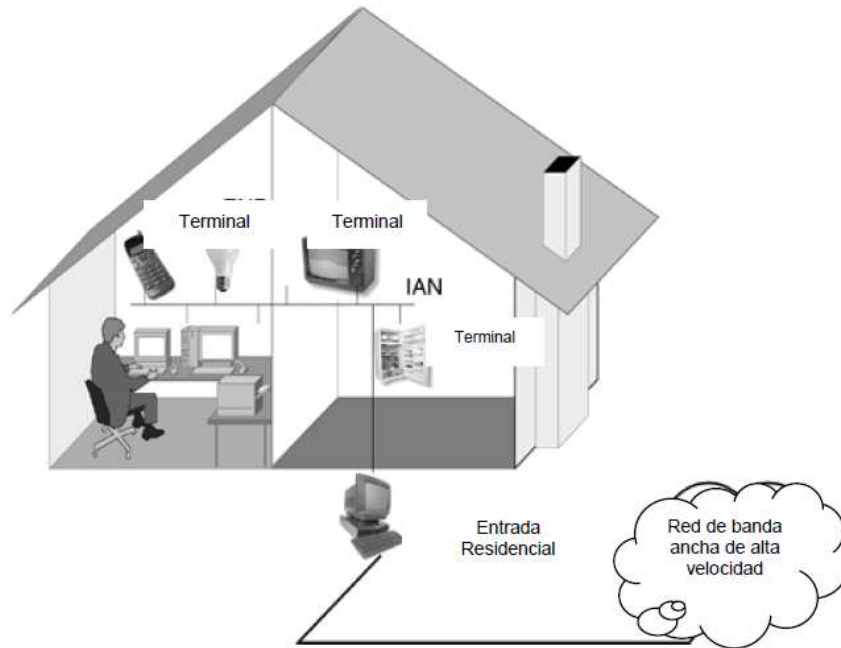 Terminal
Terminal
IAN
Terminal
Entrada
Residencial
Red de banda
ancha de alta
velocidad